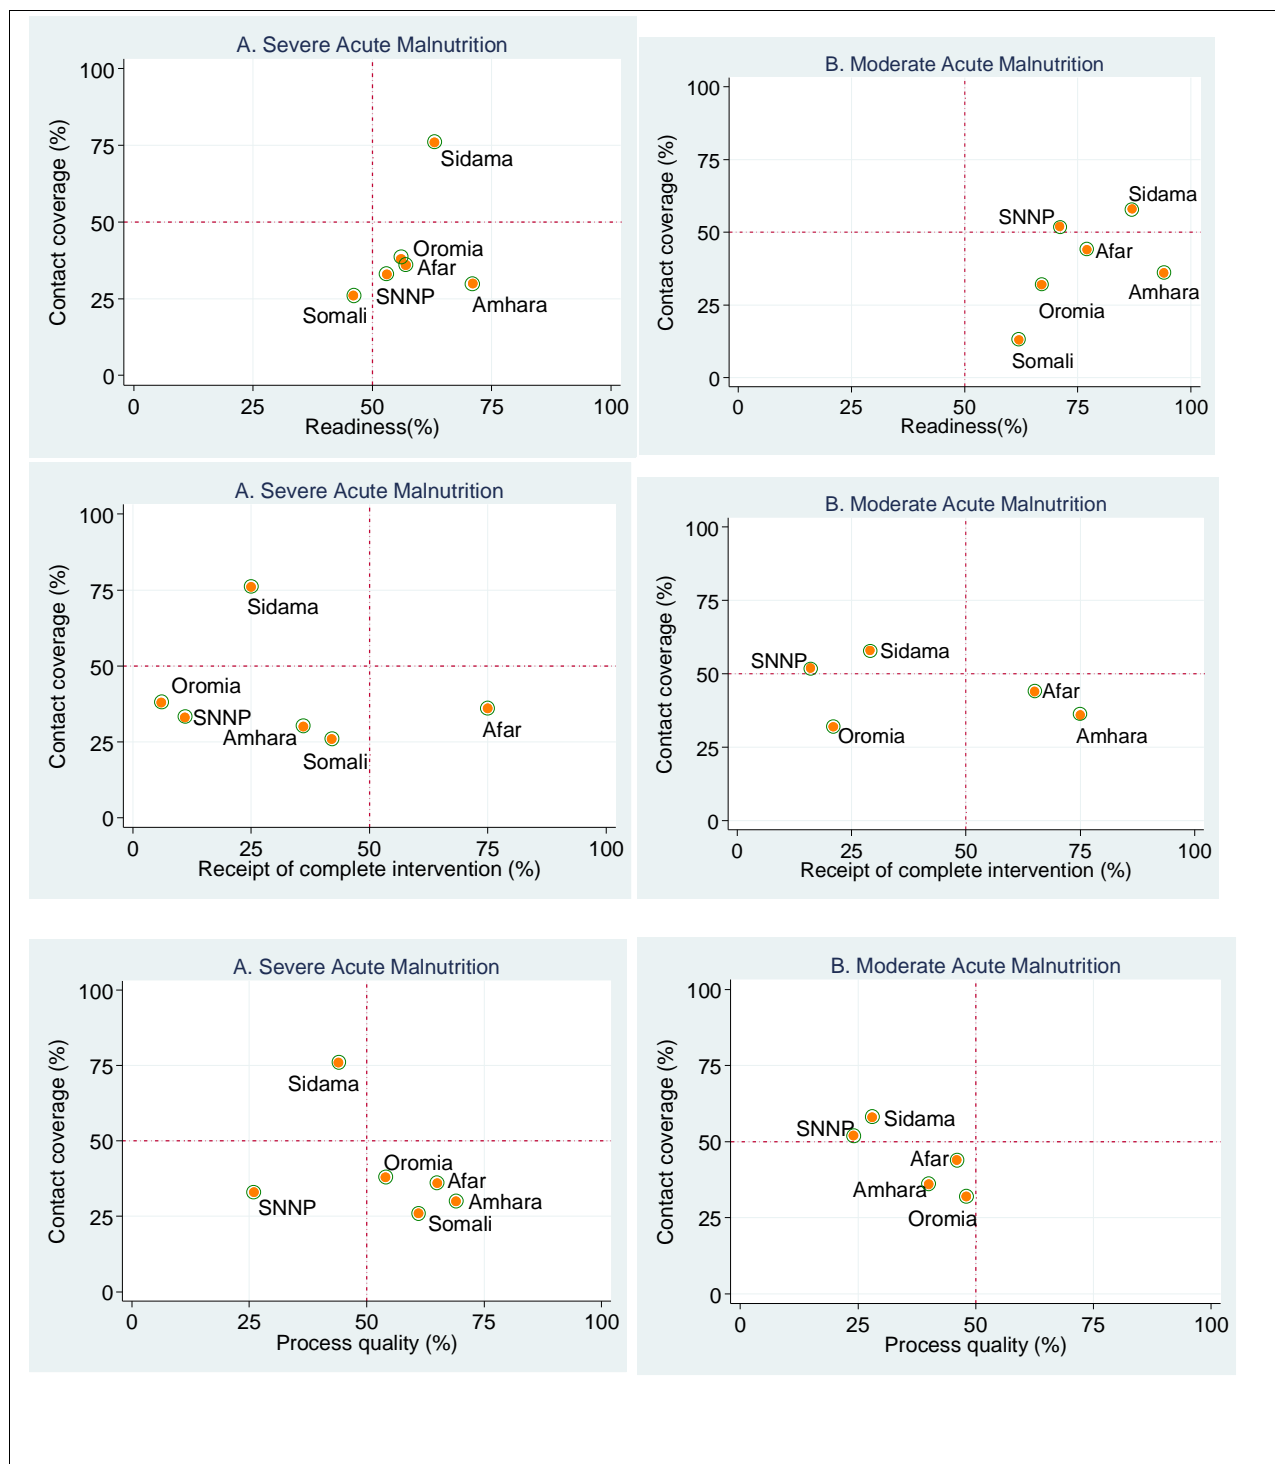 A. Severe Acute Malnutrition
Contact coverage (%)
100
75
50
25
0
Sidama
Oromia
Afar
SNNP
Somali
Amhara
0 25 50 75 100
Readiness(%)
B. Moderate Acute Malnutrition
Contact coverage (%)
100
75
50
25
0
Sidama
SNNP
Afar
Amhara
Oromia
Somali
0 25 50 75 100
Readiness(%)
A. Severe Acute Malnutrition
Contact coverage (%)
100
75
50
25
0
Sidama
Oromia
SNNP
Amhara
Afar
Somali
0 25 50 75 100
Receipt of complete intervention (%)
B. Moderate Acute Malnutrition
Contact coverage (%)
100
75
50
25
0
SNNP
Sidama
Afar
Oromia
Amhara
0 25 50 75 100
Receipt of complete intervention (%)
A. Severe Acute Malnutrition
Contact coverage (%)
100
75
50
25
0
Sidama
Oromia
Afar
Amhara
SNNP
Somali
0 25 50 75 100
Process quality (%)
B. Moderate Acute Malnutrition
Contact coverage (%)
100
75
50
25
0
SNNP
Sidama
Afar
Amhara
Oromia
0 25 50 75 100
Process quality (%)